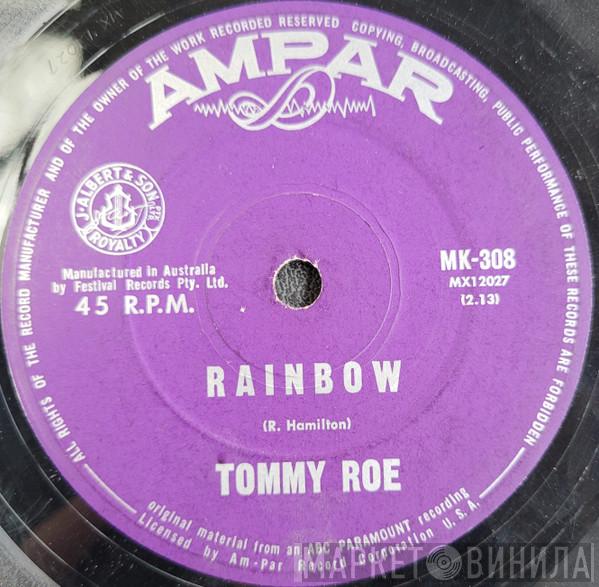 ALL RIGHTS OF THE RECORD MANUFACTURER AND OF THE OWNER OF THE WORK RECORDED RESERVED COPYING, BROADCASTING, PUBLIC PERFORMANCE OF THESE RECORDS ARE FORBIDDEN
AMPAR
J. ALBERT & SON. PTY. LTD.
ROYALTY
Manufactured in Australia
by Festival Records Pty. Ltd.
45 R.P.M.
MK-308
MX12027
(2.13)
RAINBOW
(R. Hamilton)
TOMMY ROE
original material from an ABC PARAMOUNT recording
Licensed by Am-Par Record Corporation U.S.A.
МАРКЕТ ВИНИЛА